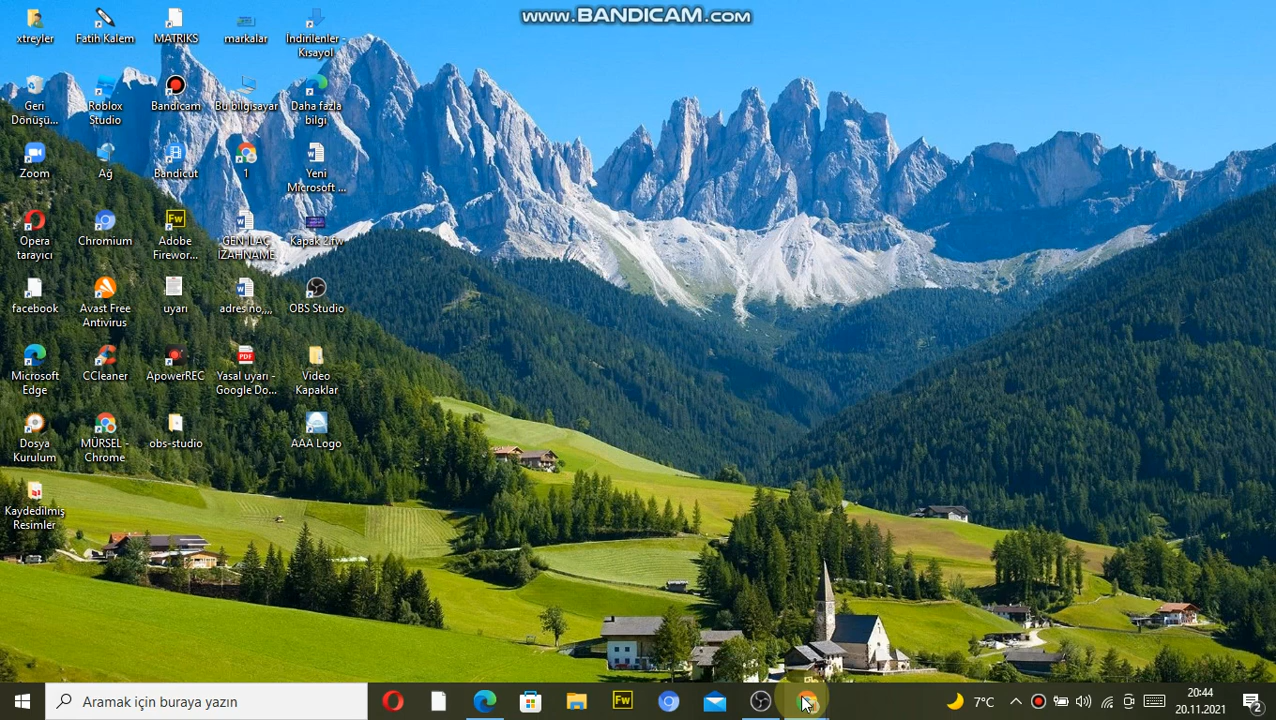 www.BANDICAM.com
xtreyler
Fatih Kalem
MATRIKS
markalar
İndirilenler -
Kısayol
Geri
Dönüşü...
Roblox
Studio
Bandicam
Bu bilgisayar
Daha fazla
bilgi
Zoom
Ağ
Bandicut
1
Yeni
Microsoft ...
Opera
tarayıcı
Chromium
Adobe
Firewor...
GEN İLAÇ
İZAHNAME
Kapak 2.fw
facebook
Avast Free
Antivirus
uyarı
adres no,,,,
OBS Studio
Microsoft
Edge
CCleaner
ApowerREC
Yasal uyarı -
Google Do...
Video
Kapaklar
Dosya
Kurulum
MÜRSEL -
Chrome
obs-studio
AAA Logo
Kaydedilmiş
Resimler
Arama için buraya yazın
Fw
7°C
20:44
20.11.2021
2